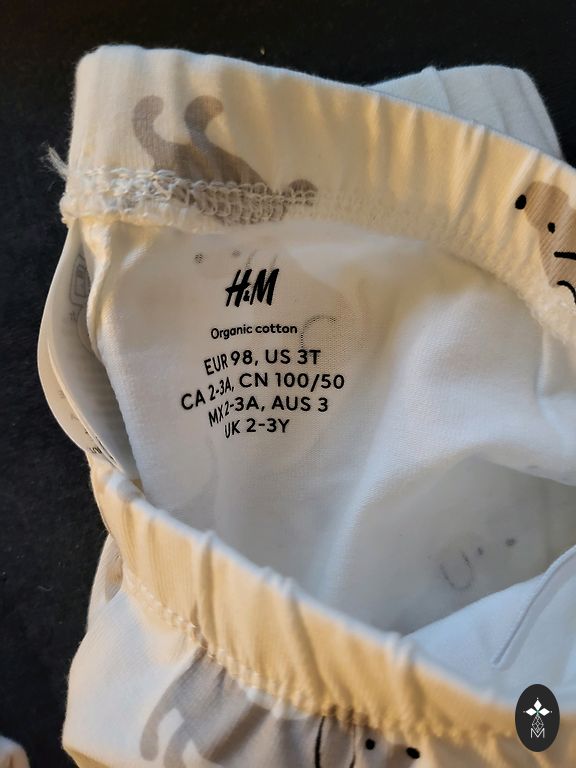 H&M
Organic cotton
EUR 98, US 3T
CA 2-3A, CN 100/50
MX2-3A, AUS 3
UK 2-3Y
M